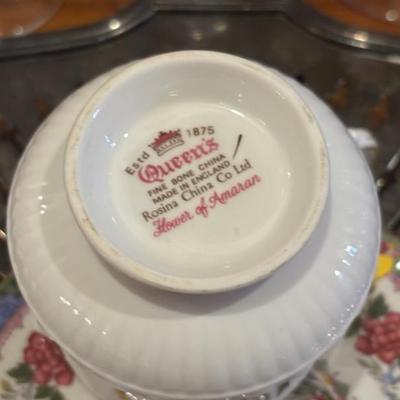 Estd 1875
Queen's
FINE BONE CHINA
MADE IN ENGLAND
Rosina China Co Ltd
Flower of Amaran